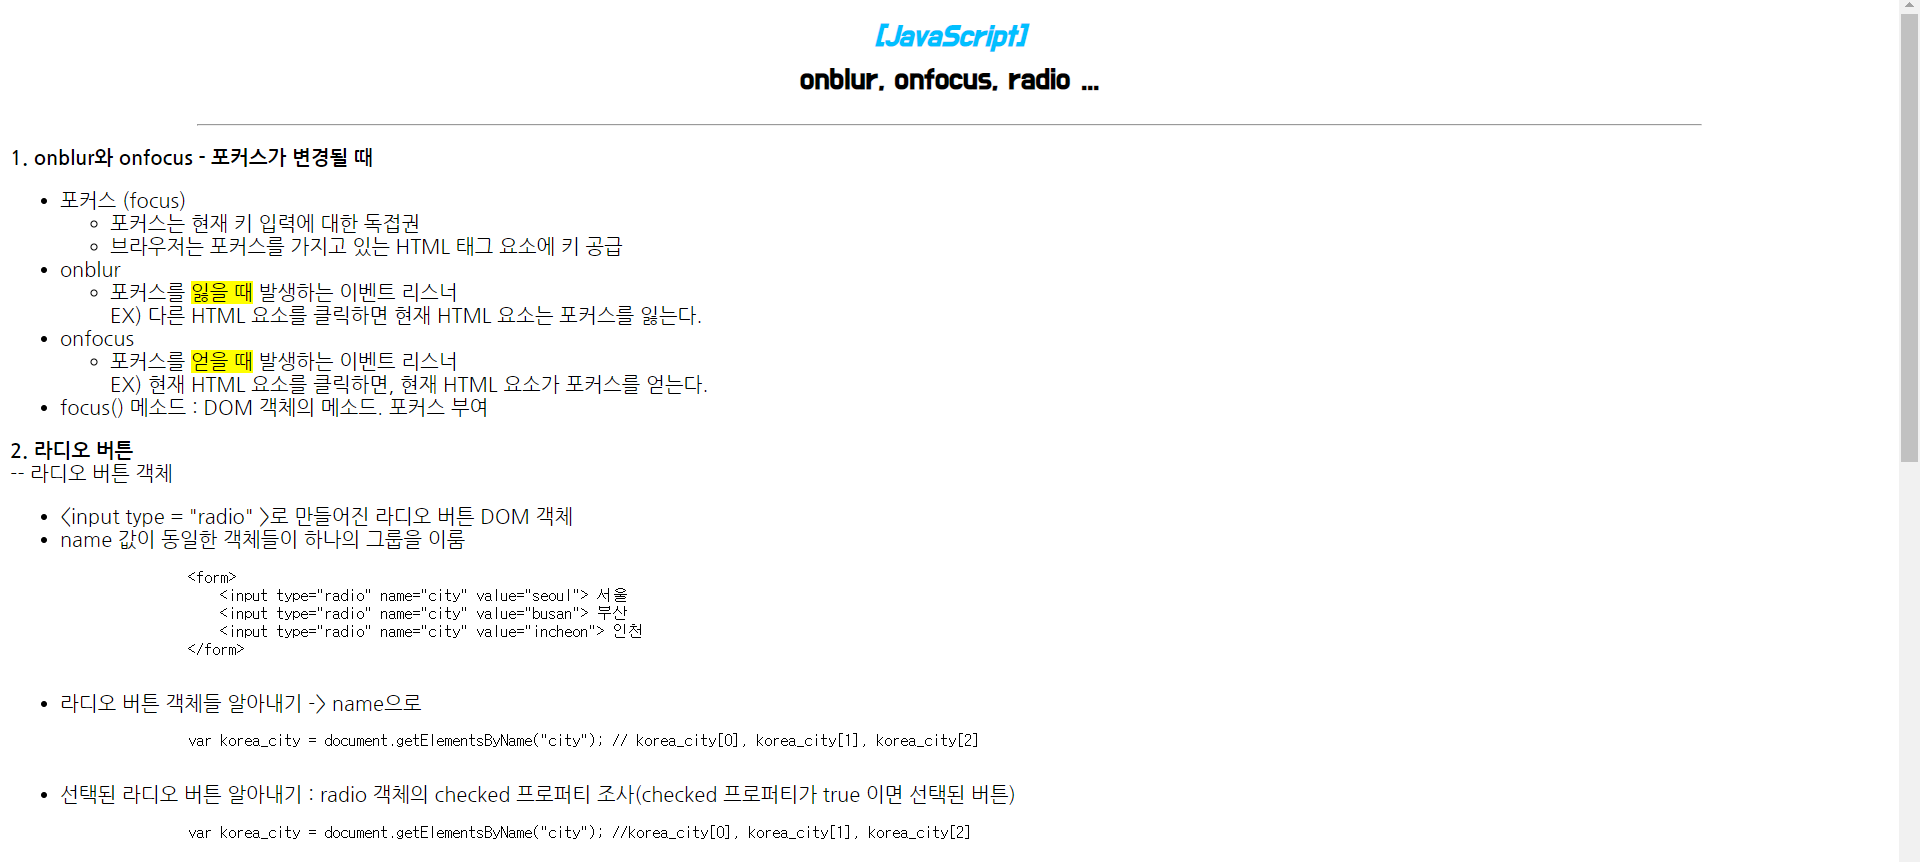 [JavaScript]
onblur, onfocus, radio ...
1. onblur와 onfocus - 포커스가 변경될 때
• 포커스 (focus)
◦ 포커스는 현재 키 입력에 대한 독점권
◦ 브라우저는 포커스를 가지고 있는 HTML 태그 요소에 키 공급
• onblur
◦ 포커스를 잃을 때 발생하는 이벤트 리스너
EX) 다른 HTML 요소를 클릭하면 현재 HTML 요소는 포커스를 잃는다.
• onfocus
◦ 포커스를 얻을 때 발생하는 이벤트 리스너
EX) 현재 HTML 요소를 클릭하면, 현재 HTML 요소가 포커스를 얻는다.
• focus() 메소드 : DOM 객체의 메소드. 포커스 부여
2. 라디오 버튼
-- 라디오 버튼 객체
• <input type = "radio" >로 만들어진 라디오 버튼 DOM 객체
• name 값이 동일한 객체들이 하나의 그룹을 이룸
<form>
<input type="radio" name="city" value="seoul"> 서울
<input type="radio" name="city" value="busan"> 부산
<input type="radio" name="city" value="incheon"> 인천
</form>
• 라디오 버튼 객체들 알아내기 -> name으로
var korea_city = document.getElementsByName("city"); // korea_city[0], korea_city[1], korea_city[2]
• 선택된 라디오 버튼 알아내기 : radio 객체의 checked 프로퍼티 조사(checked 프로퍼티가 true 이면 선택된 버튼)
var korea_city = document.getElementsByName("city"); //korea_city[0], korea_city[1], korea_city[2]